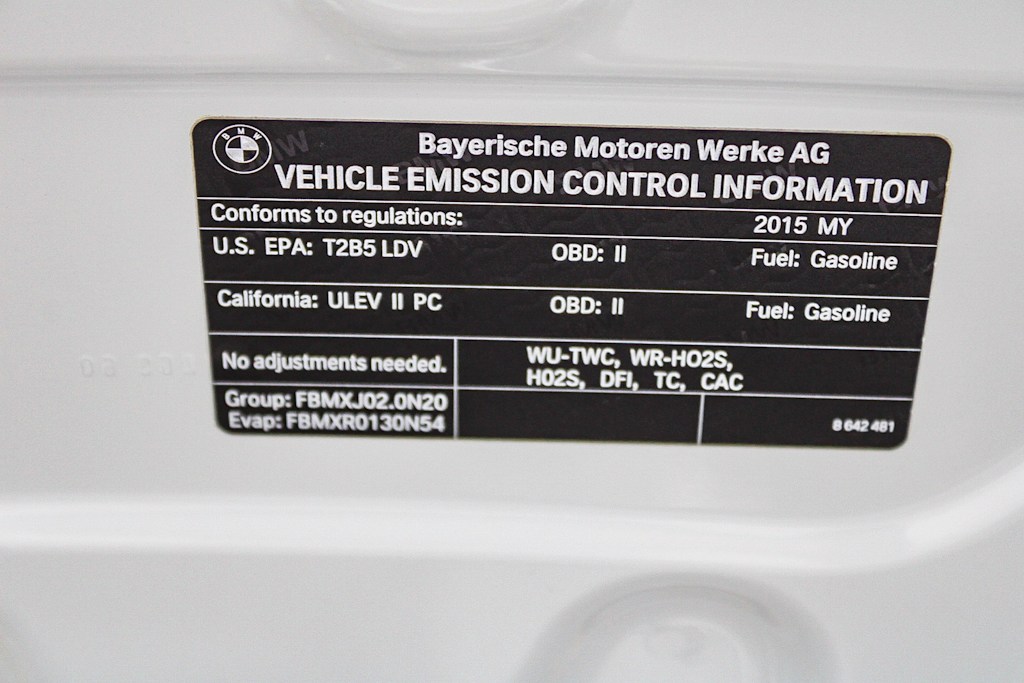 BMW
Bayerische Motoren Werke AG
VEHICLE EMISSION CONTROL INFORMATION
Conforms to regulations: 2015 MY
U.S. EPA: T2B5 LDV OBD: II Fuel: Gasoline
California: ULEV II PC OBD: II Fuel: Gasoline
No adjustments needed. WU-TWC, WR-HO2S,
HO2S, DFI, TC, CAC
Group: FBMXJ02.0N20
Evap: FBMXR0130N54
8 642 481